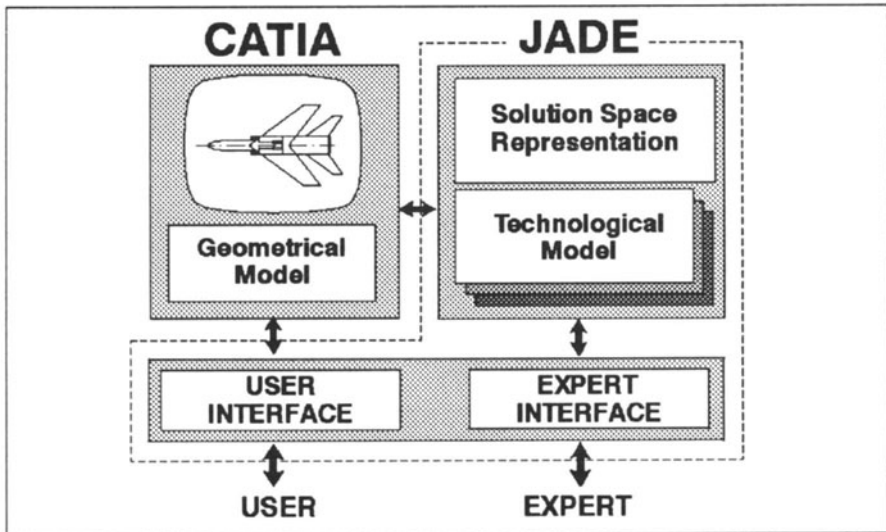 CATIA
JADE
Solution Space
Representation
Geometrical
Model
Technological
Model
USER
INTERFACE
EXPERT
INTERFACE
USER
EXPERT